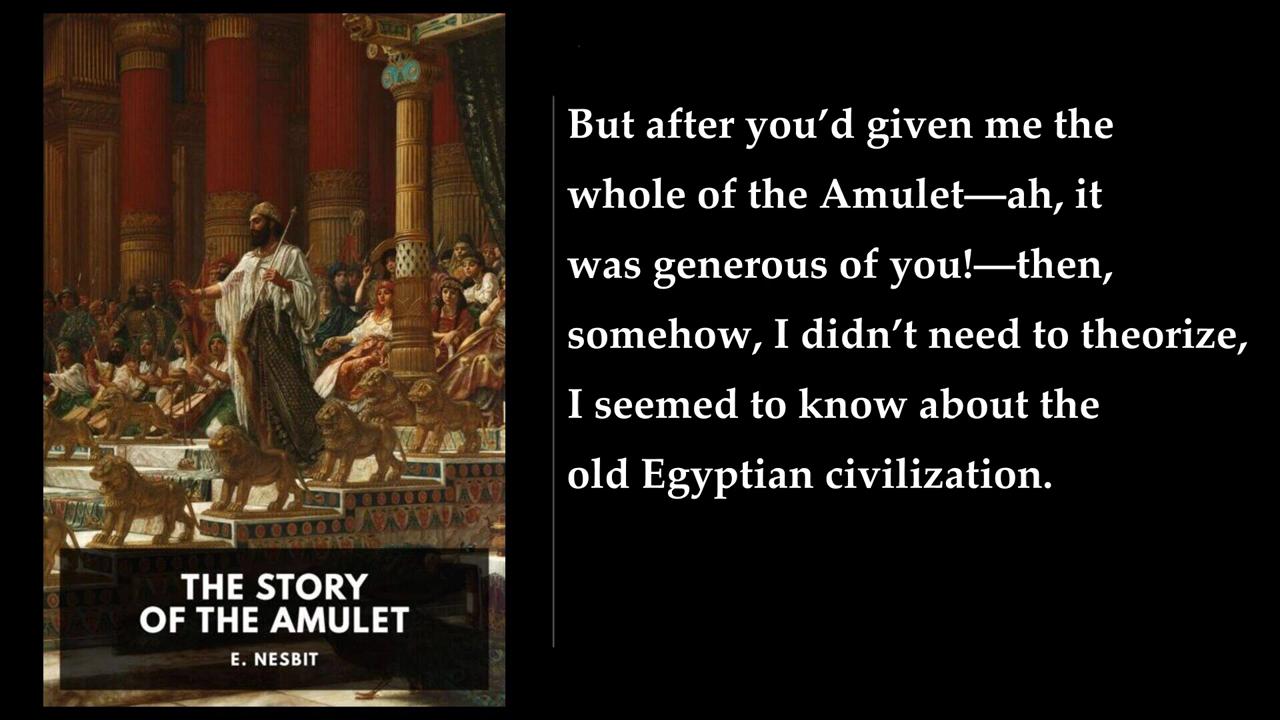 THE STORY
OF THE AMULET
E. NESBIT
But after you’d given me the
whole of the Amulet—ah, it
was generous of you!—then,
somehow, I didn’t need to theorize,
I seemed to know about the
old Egyptian civilization.